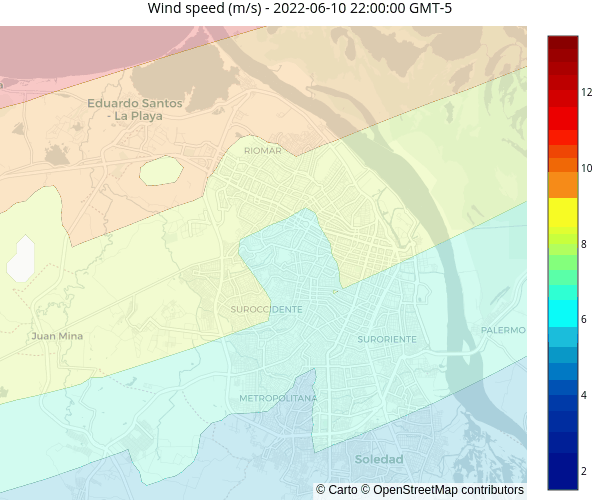 Wind speed (m/s) - 2022-06-10 22:00:00 GMT-5
Eduardo Santos
- La Playa
RIOMAR
SUROCCIDENTE
Juan Mina
SURORIENTE
PALERMO
METROPOLITANA
Soledad
© Carto © OpenStreetMap contributors
12
10
8
6
4
2